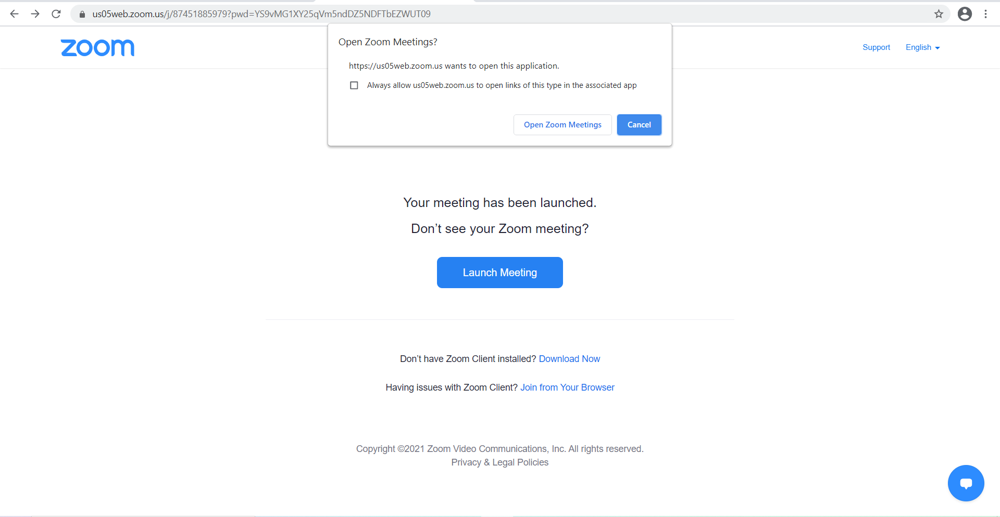 us05web.zoom.us/j/87451885979?pwd=YS9vMG1XY25qVm5ndDZ5NDFTbEZWUT09
zoom
Support
English
Open Zoom Meetings?
https://us05web.zoom.us wants to open this application.
Always allow us05web.zoom.us to open links of this type in the associated app
Open Zoom Meetings
Cancel
Your meeting has been launched.
Don’t see your Zoom meeting?
Launch Meeting
Don’t have Zoom Client installed? Download Now
Having issues with Zoom Client? Join from Your Browser
Copyright ©2021 Zoom Video Communications, Inc. All rights reserved.
Privacy & Legal Policies